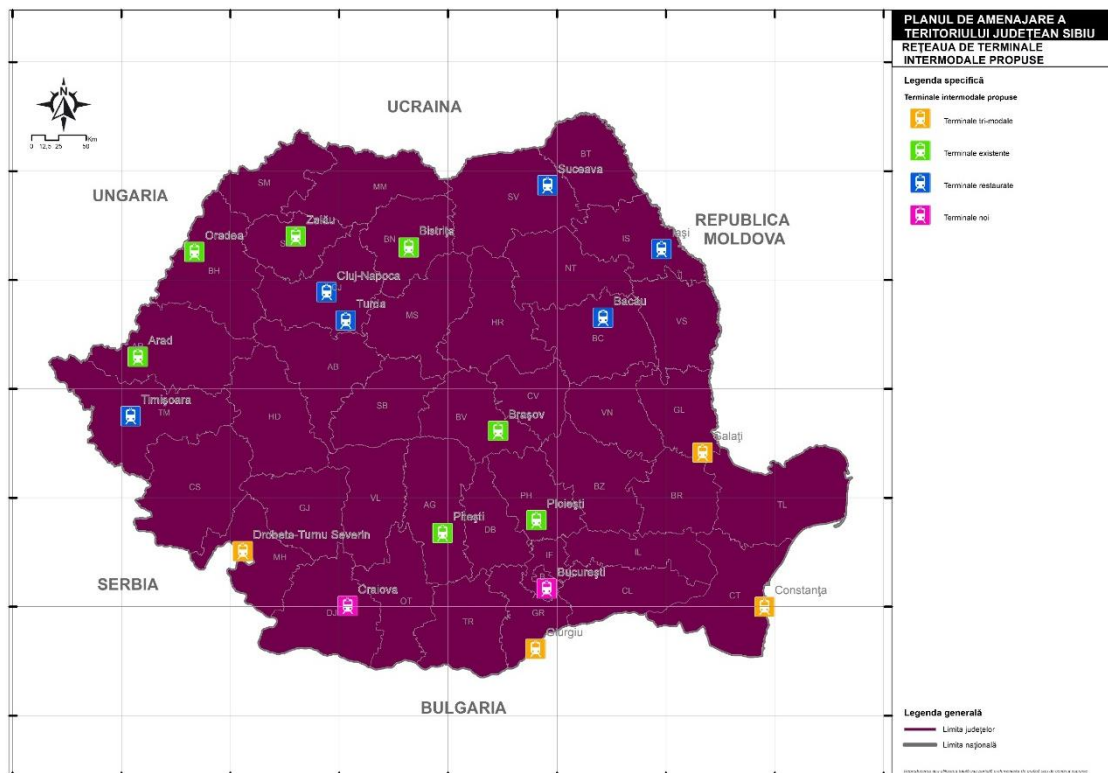 PLANUL DE AMENAJARE A
TERITORIULUI JUDEȚEAN SIBIU
REȚEAUA DE TERMINALE
INTERMODALE PROPUSE
Legenda specifică
Terminale intermodale propuse
Terminale tri-modale
Terminale existente
Terminale restaurate
Terminale noi
N
0 12,5 25 50 Km
UCRAINA
UNGARIA
REPUBLICA
MOLDOVA
SERBIA
BULGARIA
BT
Suceava
SM
MM
SV
Zalău
Bistrița
Oradea
BN
IS
BH
NT
Cluj-Napoca
Turda
MS
HR
Bacău
VS
BC
Arad
AB
Timișoara
TM
HD
SB
BV
CV
VN
GL
Brașov
Galați
CS
VL
AG
PH
BZ
BR
TL
GJ
Pitești
Ploiești
DB
Drobeta-Turnu Severin
MH
IF
IL
București
Craiova
OT
CL
CT
Constanța
DJ
TR
GR
Giurgiu
Legenda generală
Limita județelor
Limita națională